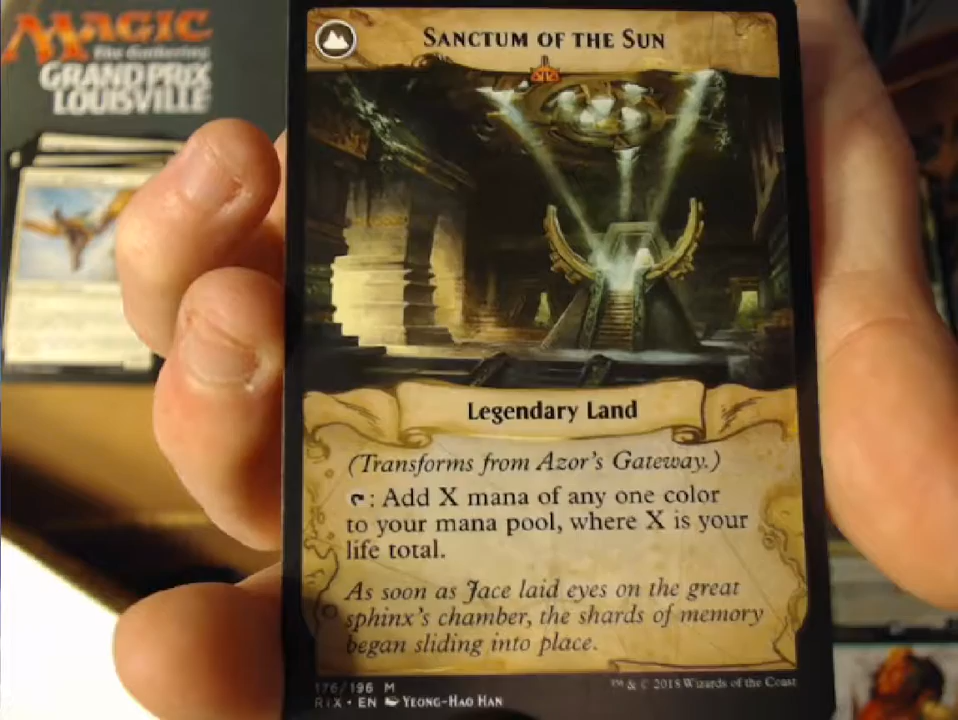 MAGIC
The Gathering
GRAND PRIX
LOUISVILLE
SANCTUM OF THE SUN
Legendary Land
(Transforms from Azor's Gateway.)
: Add X mana of any one color
to your mana pool, where X is your
life total.
As soon as Jace laid eyes on the great
sphinx's chamber, the shards of memory
began sliding into place.
176/196 M
RIX • EN YEONG-HAO HAN
™ & © 2018 Wizards of the Coast